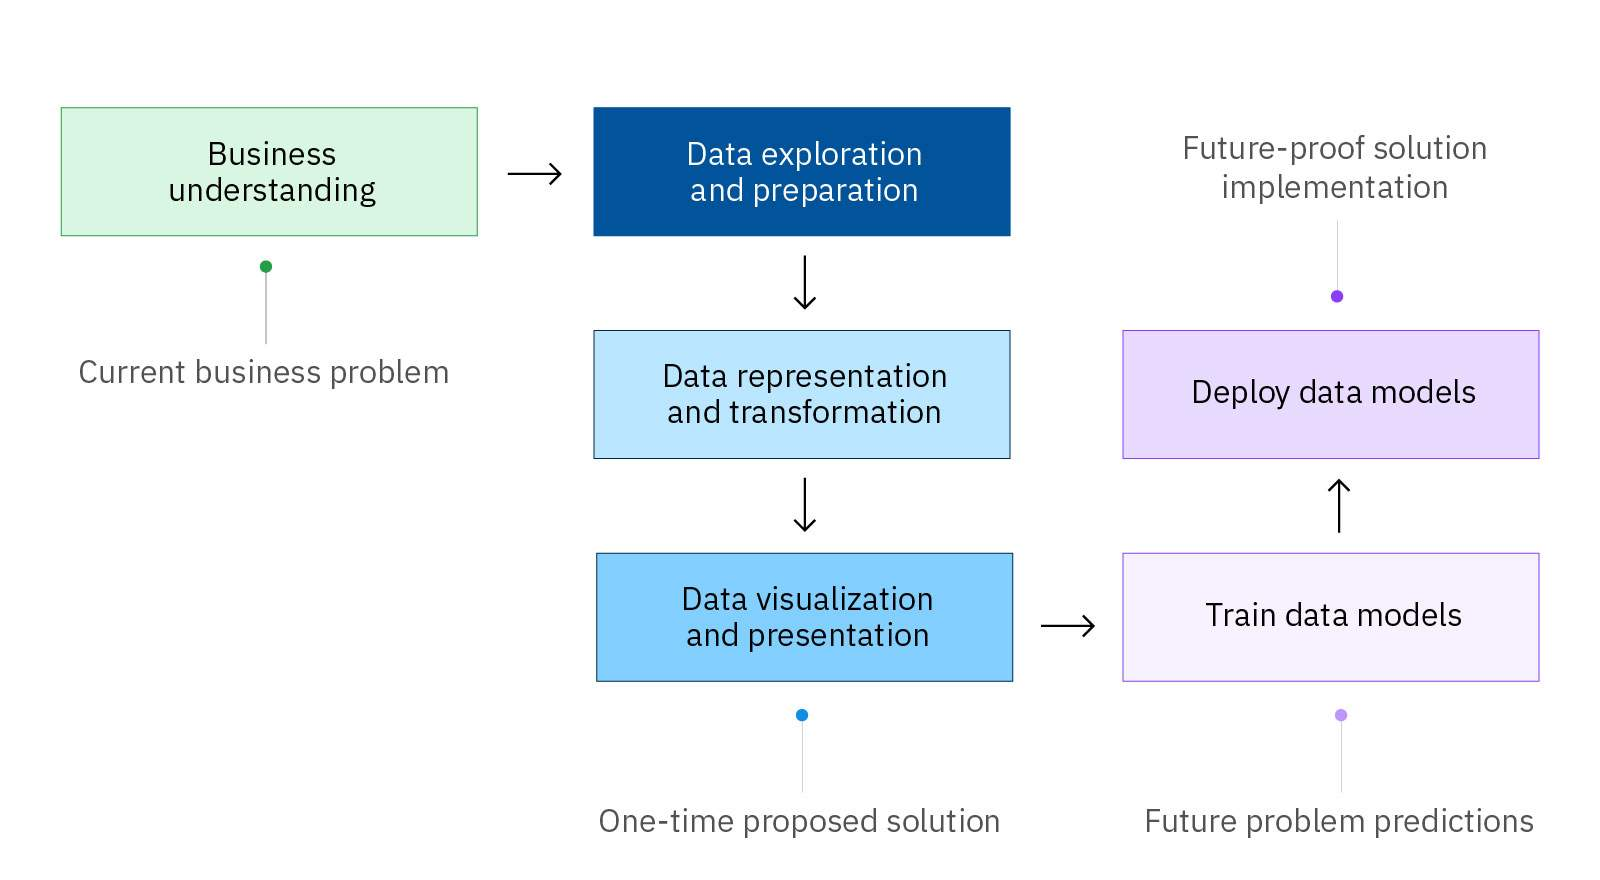 Business
understanding
Current business problem
Data exploration
and preparation
Data representation
and transformation
Data visualization
and presentation
One-time proposed solution
Train data models
Future problem predictions
Deploy data models
Future-proof solution
implementation